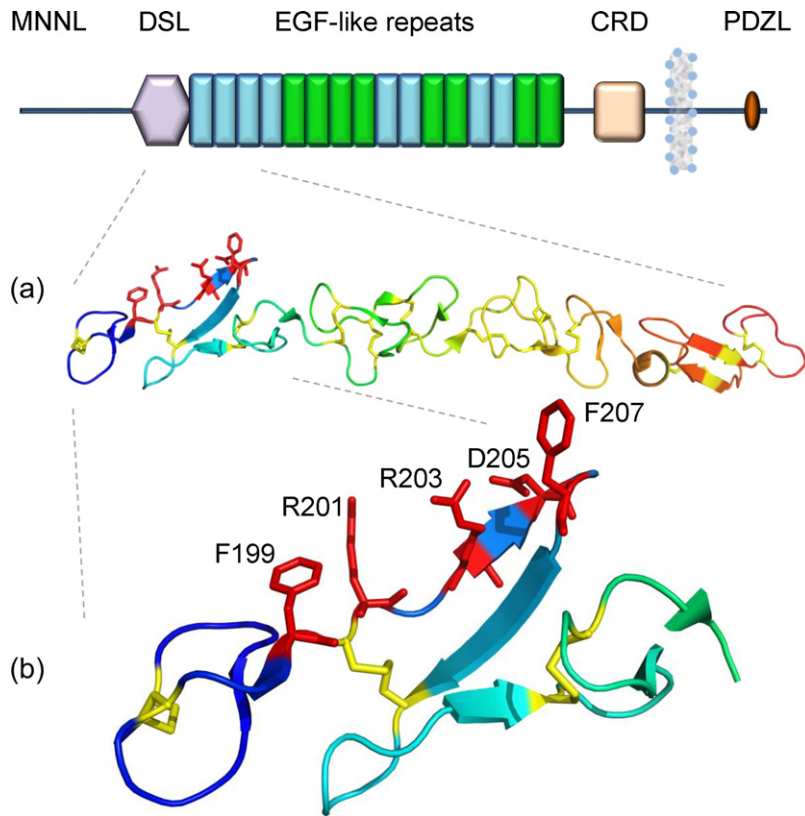 MNNL DSL EGF-like repeats CRD PDZL
(a)
F207
D205
R203
R201
F199
(b)